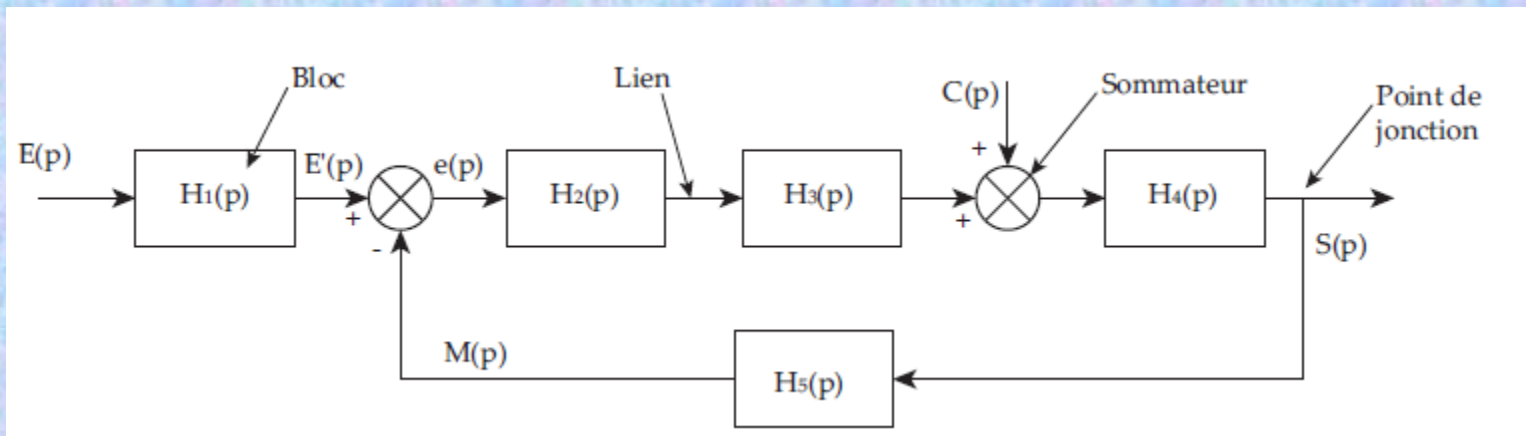 Bloc
Lien
C(p)
Sommateur
Point de
jonction
E(p)
H1(p)
E'(p)
+
-
e(p)
H2(p)
H3(p)
+
+
H4(p)
S(p)
M(p)
H5(p)